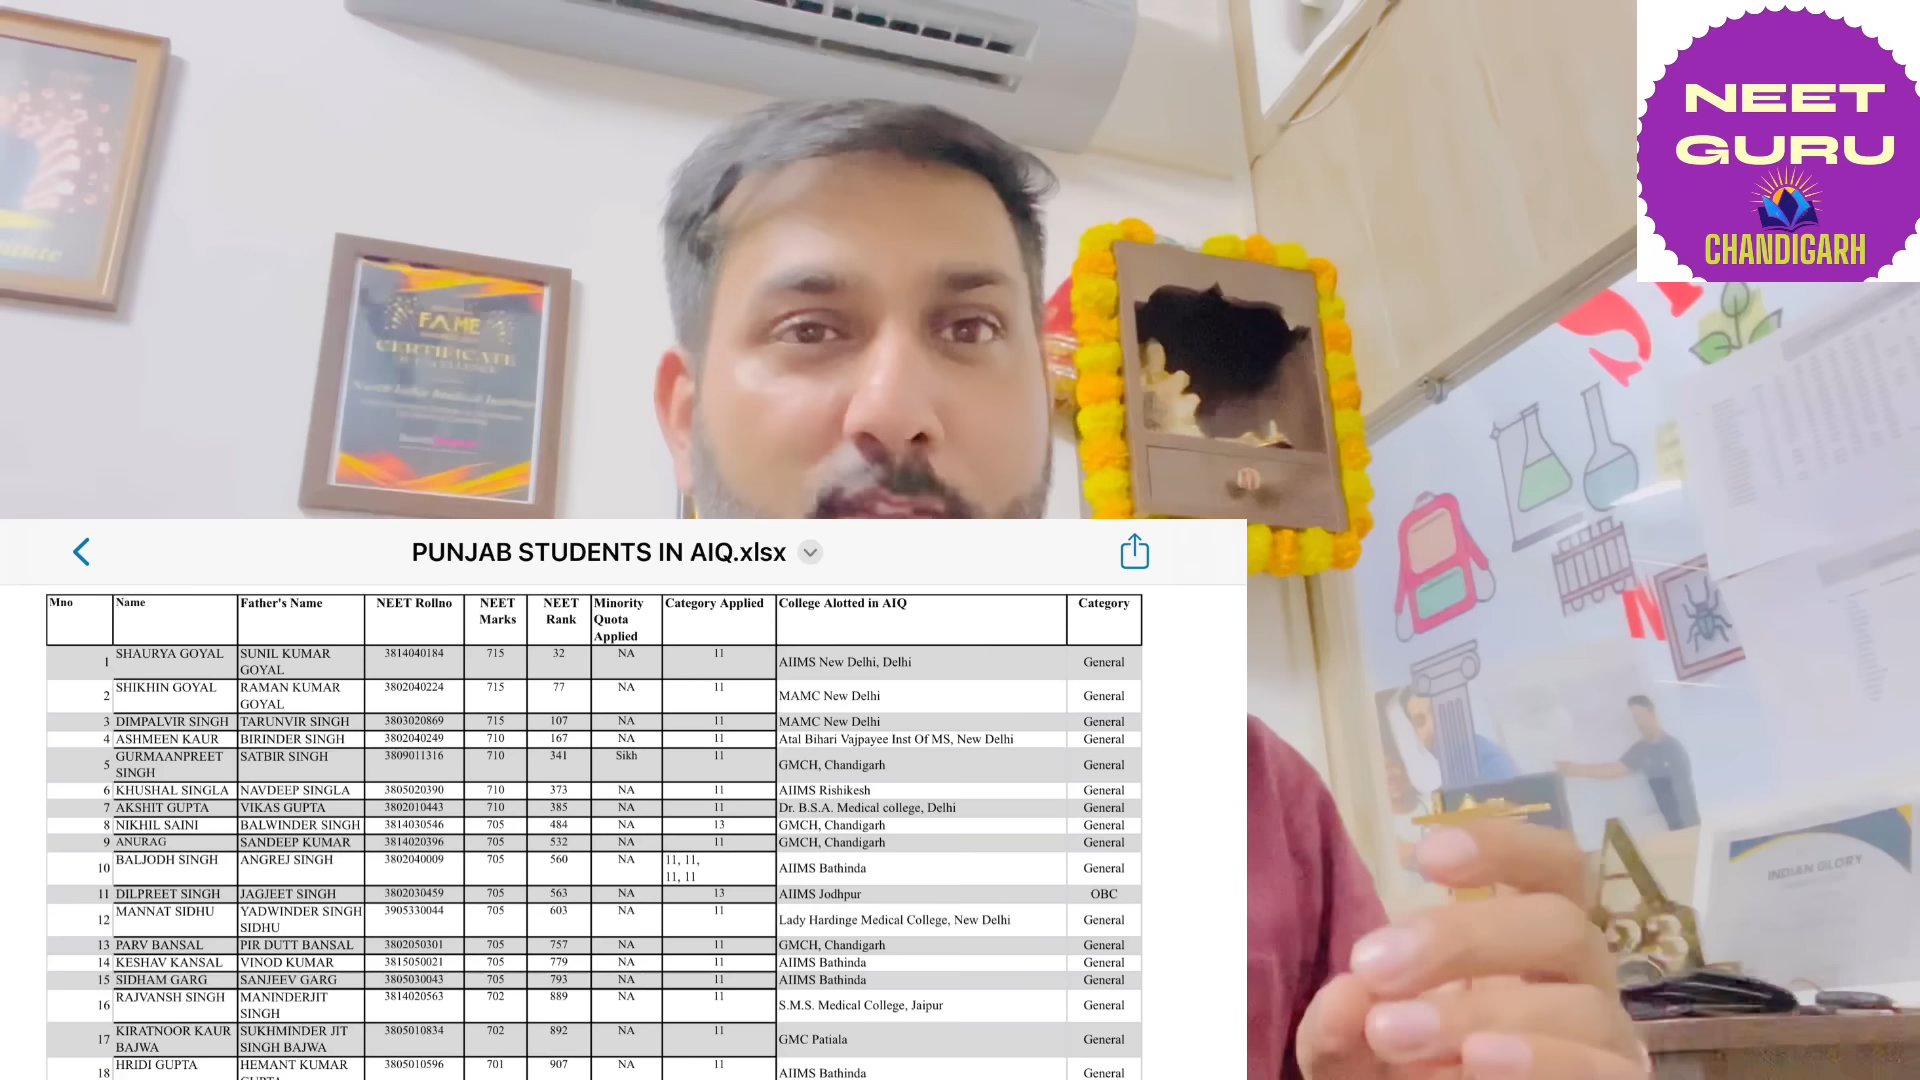 NEET
GURU
CHANDIGARH
FAME
CERTIFICATE
INDIAN GLORY
PUNJAB STUDENTS IN AIQ.xlsx
Mno Name Father's Name NEET Rollno NEET Marks NEET Rank Minority Quota Applied Category Applied College Alotted in AIQ Category
1 SHAURYA GOYAL SUNIL KUMAR GOYAL 3814040184 715 32 NA 11 AIIMS New Delhi, Delhi General
2 SHIKHIN GOYAL RAMAN KUMAR GOYAL 3802040224 715 77 NA 11 MAMC New Delhi General
3 DIMPALVIR SINGH TARUNVIR SINGH 3803020869 715 107 NA 11 MAMC New Delhi General
4 ASHMEEN KAUR BIRINDER SINGH 3802040249 710 167 NA 11 Atal Bihari Vajpayee Inst Of MS, New Delhi General
5 GURMAANPREET SINGH SATBIR SINGH 3809011316 710 341 Sikh 11 GMCH, Chandigarh General
6 KHUSHAL SINGLA NAVDEEP SINGLA 3805020390 710 373 NA 11 AIIMS Rishikesh General
7 AKSHIT GUPTA VIKAS GUPTA 3802010443 710 385 NA 11 Dr. B.S.A. Medical college, Delhi General
8 NIKHIL SAINI BALWINDER SINGH 3814030546 705 484 NA 13 GMCH, Chandigarh General
9 ANURAG SANDEEP KUMAR 3814020396 705 532 NA 11 GMCH, Chandigarh General
10 BALJODH SINGH ANGREJ SINGH 3802040009 705 560 NA 11, 11, 11, 11 AIIMS Bathinda General
11 DILPREET SINGH JAGJEET SINGH 3802030459 705 563 NA 13 AIIMS Jodhpur OBC
12 MANNAT SIDHU YADWINDER SINGH SIDHU 3905330044 705 603 NA 11 Lady Hardinge Medical College, New Delhi General
13 PARV BANSAL PIR DUTT BANSAL 3802050301 705 757 NA 11 GMCH, Chandigarh General
14 KESHAV KANSAL VINOD KUMAR 3815050021 705 779 NA 11 AIIMS Bathinda General
15 SIDHAM GARG SANJEEV GARG 3805030043 705 793 NA 11 AIIMS Bathinda General
16 RAJVANSH SINGH MANINDERJIT SINGH 3814020563 702 889 NA 11 S.M.S. Medical College, Jaipur General
17 KIRATNOOR KAUR BAJWA SUKHMINDER JIT SINGH BAJWA 3805010834 702 892 NA 11 GMC Patiala General
18 HRIDI GUPTA HEMANT KUMAR GUPTA 3805010596 701 907 NA 11 AIIMS Bathinda General